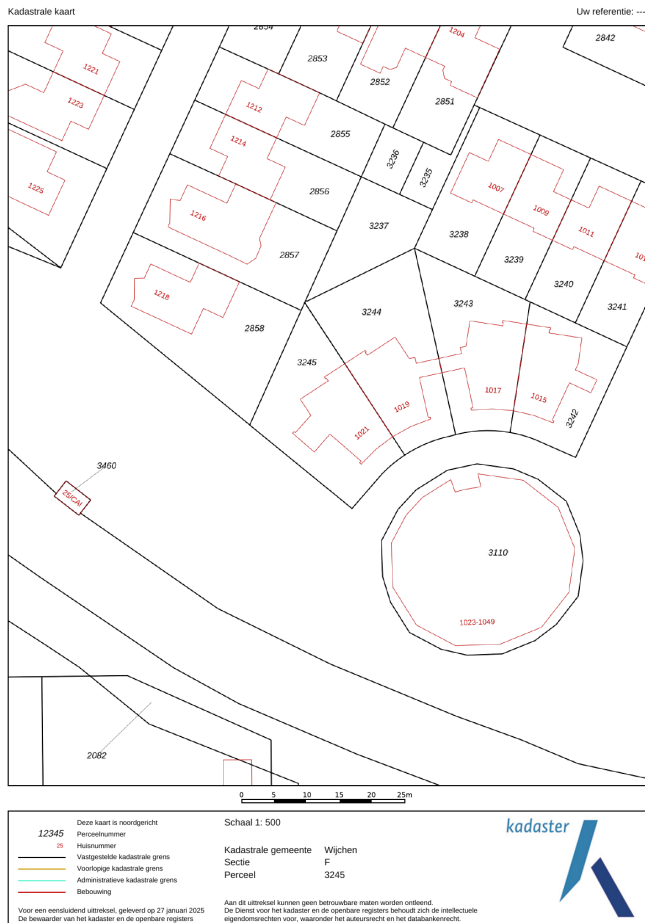 Kadastrale kaart
Uw referentie: ---
2854
1204
2842
2853
1221
2852
1223
1212
2851
2855
1214
3236
3235
1225
2856
1007
1216
1009
3237
3238
1011
2857
3239
1218
3240
3244
3243
3241
2858
3245
1017
1015
1019
3242
1021
3460
25/CAI
3110
1023-1049
2082
0 5 10 15 20 25m
Deze kaart is noordgericht
12345 Perceelnummer
25 Huisnummer
Vastgestelde kadastrale grens
Voorlopige kadastrale grens
Administratieve kadastrale grens
Bebouwing
Voor een eensluidend uittreksel, geleverd op 27 januari 2025
De bewaarder van het kadaster en de openbare registers
Schaal 1: 500
Kadastrale gemeente Wijchen
Sectie F
Perceel 3245
Aan dit uittreksel kunnen geen betrouwbare maten worden ontleend.
De Dienst voor het kadaster en de openbare registers behoudt zich de intellectuele
eigendomsrechten voor, waaronder het auteursrecht en het databankenrecht.
kadaster